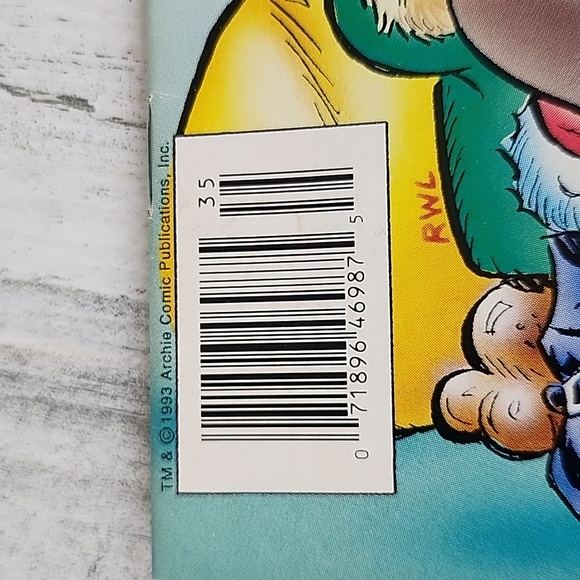 TM & © 1993 Archie Comic Publications, Inc.
35
0 71896 46987 5
RWL